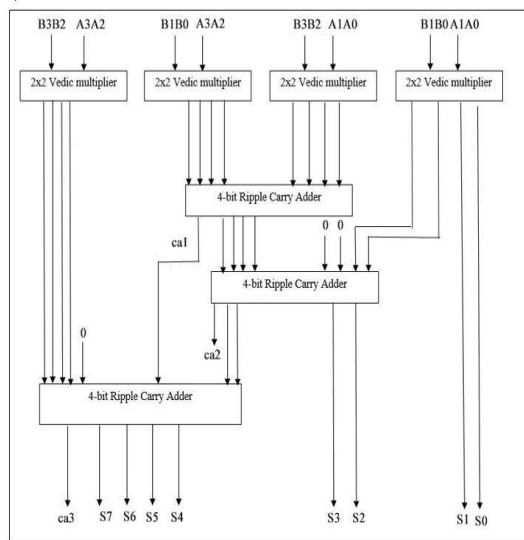 B3B2 A3A2 B1B0 A3A2 B3B2 A1A0 B1B0 A1A0
2x2 Vedic multiplier 2x2 Vedic multiplier 2x2 Vedic multiplier 2x2 Vedic multiplier
4-bit Ripple Carry Adder
ca1 0 0
4-bit Ripple Carry Adder
0 ca2
4-bit Ripple Carry Adder
ca3 S7 S6 S5 S4 S3 S2 S1 S0